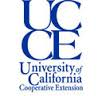 UC
CE
University of
California
Cooperative Extension